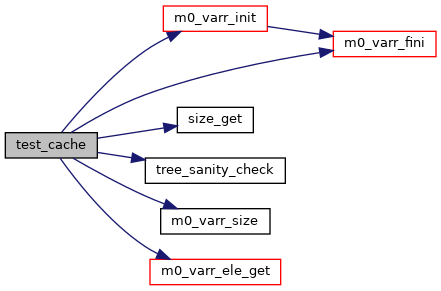 m0_varr_init
m0_varr_fini
size_get
test_cache
tree_sanity_check
m0_varr_size
m0_varr_ele_get